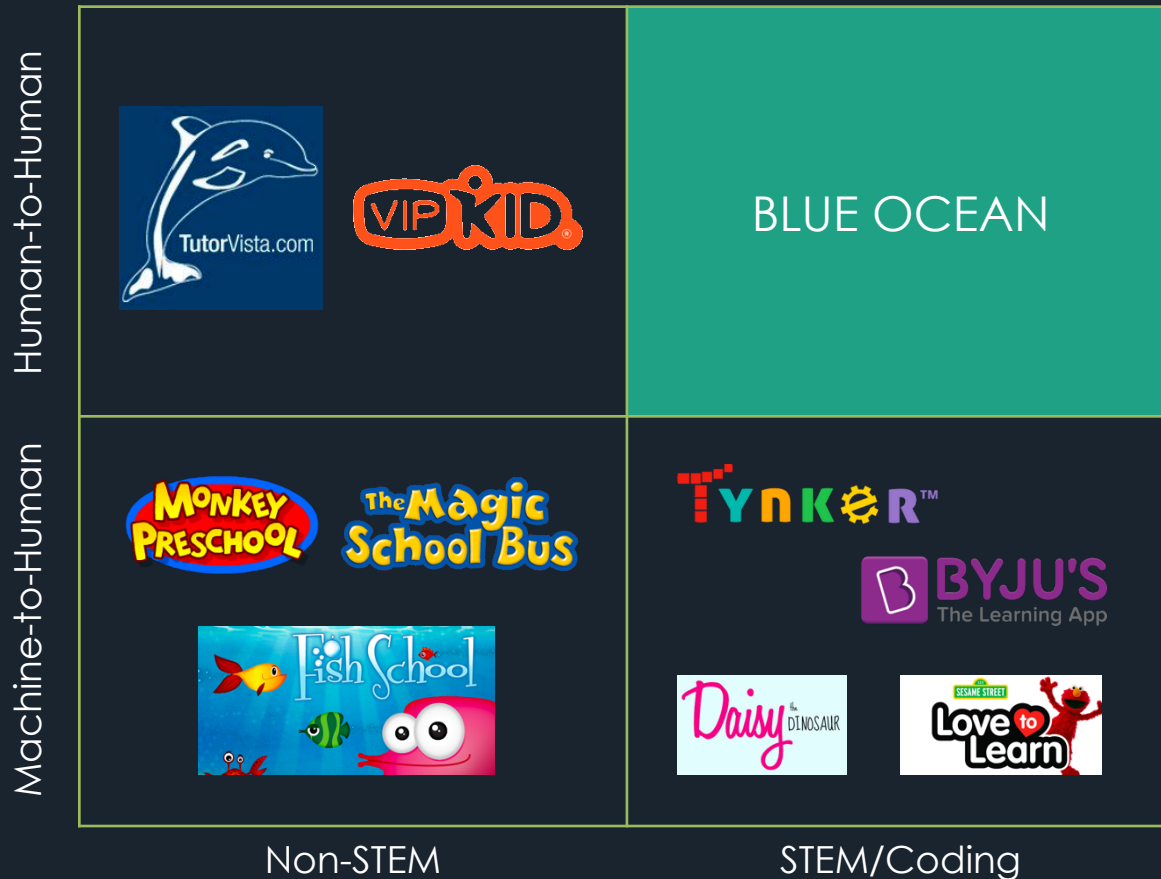 Human-to-Human
TutorVista.com
VIPKID®
BLUE OCEAN
Machine-to-Human
MONKEY
PRESCHOOL
The Magic
School Bus
Fish School
TYNKER™
BYJU'S
The Learning App
Daisy the DINOSAUR
SESAME STREET
Love to
Learn
Non-STEM
STEM/Coding